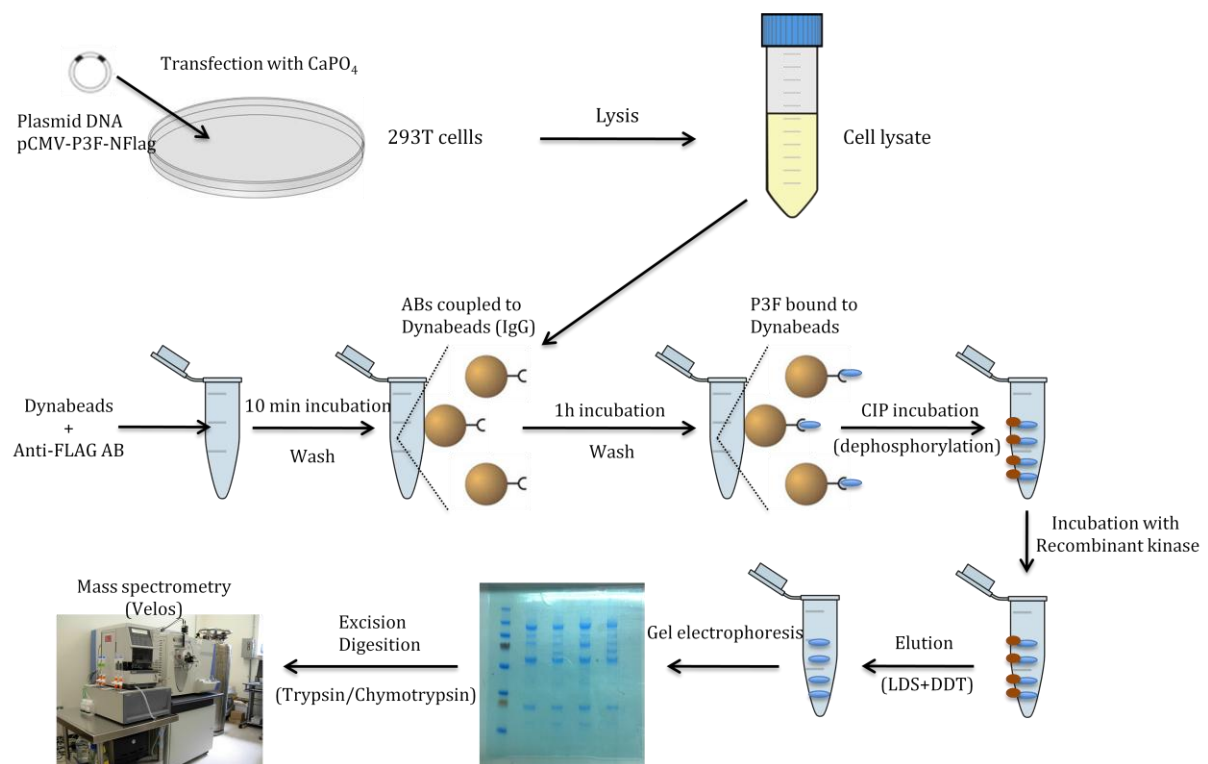 Transfection with CaPO4
Plasmid DNA
pCMV-P3F-NFlag
293T cellls
Lysis
Cell lysate
ABs coupled to
Dynabeads (IgG)
P3F bound to
Dynabeads
Dynabeads
+
Anti-FLAG AB
10 min incubation
Wash
1h incubation
Wash
CIP incubation
(dephosphorylation)
Incubation with
Recombinant kinase
Mass spectrometry
(Velos)
Excision
Digestion
(Trypsin/Chymotrypsin)
Gel electrophoresis
Elution
(LDS+DDT)